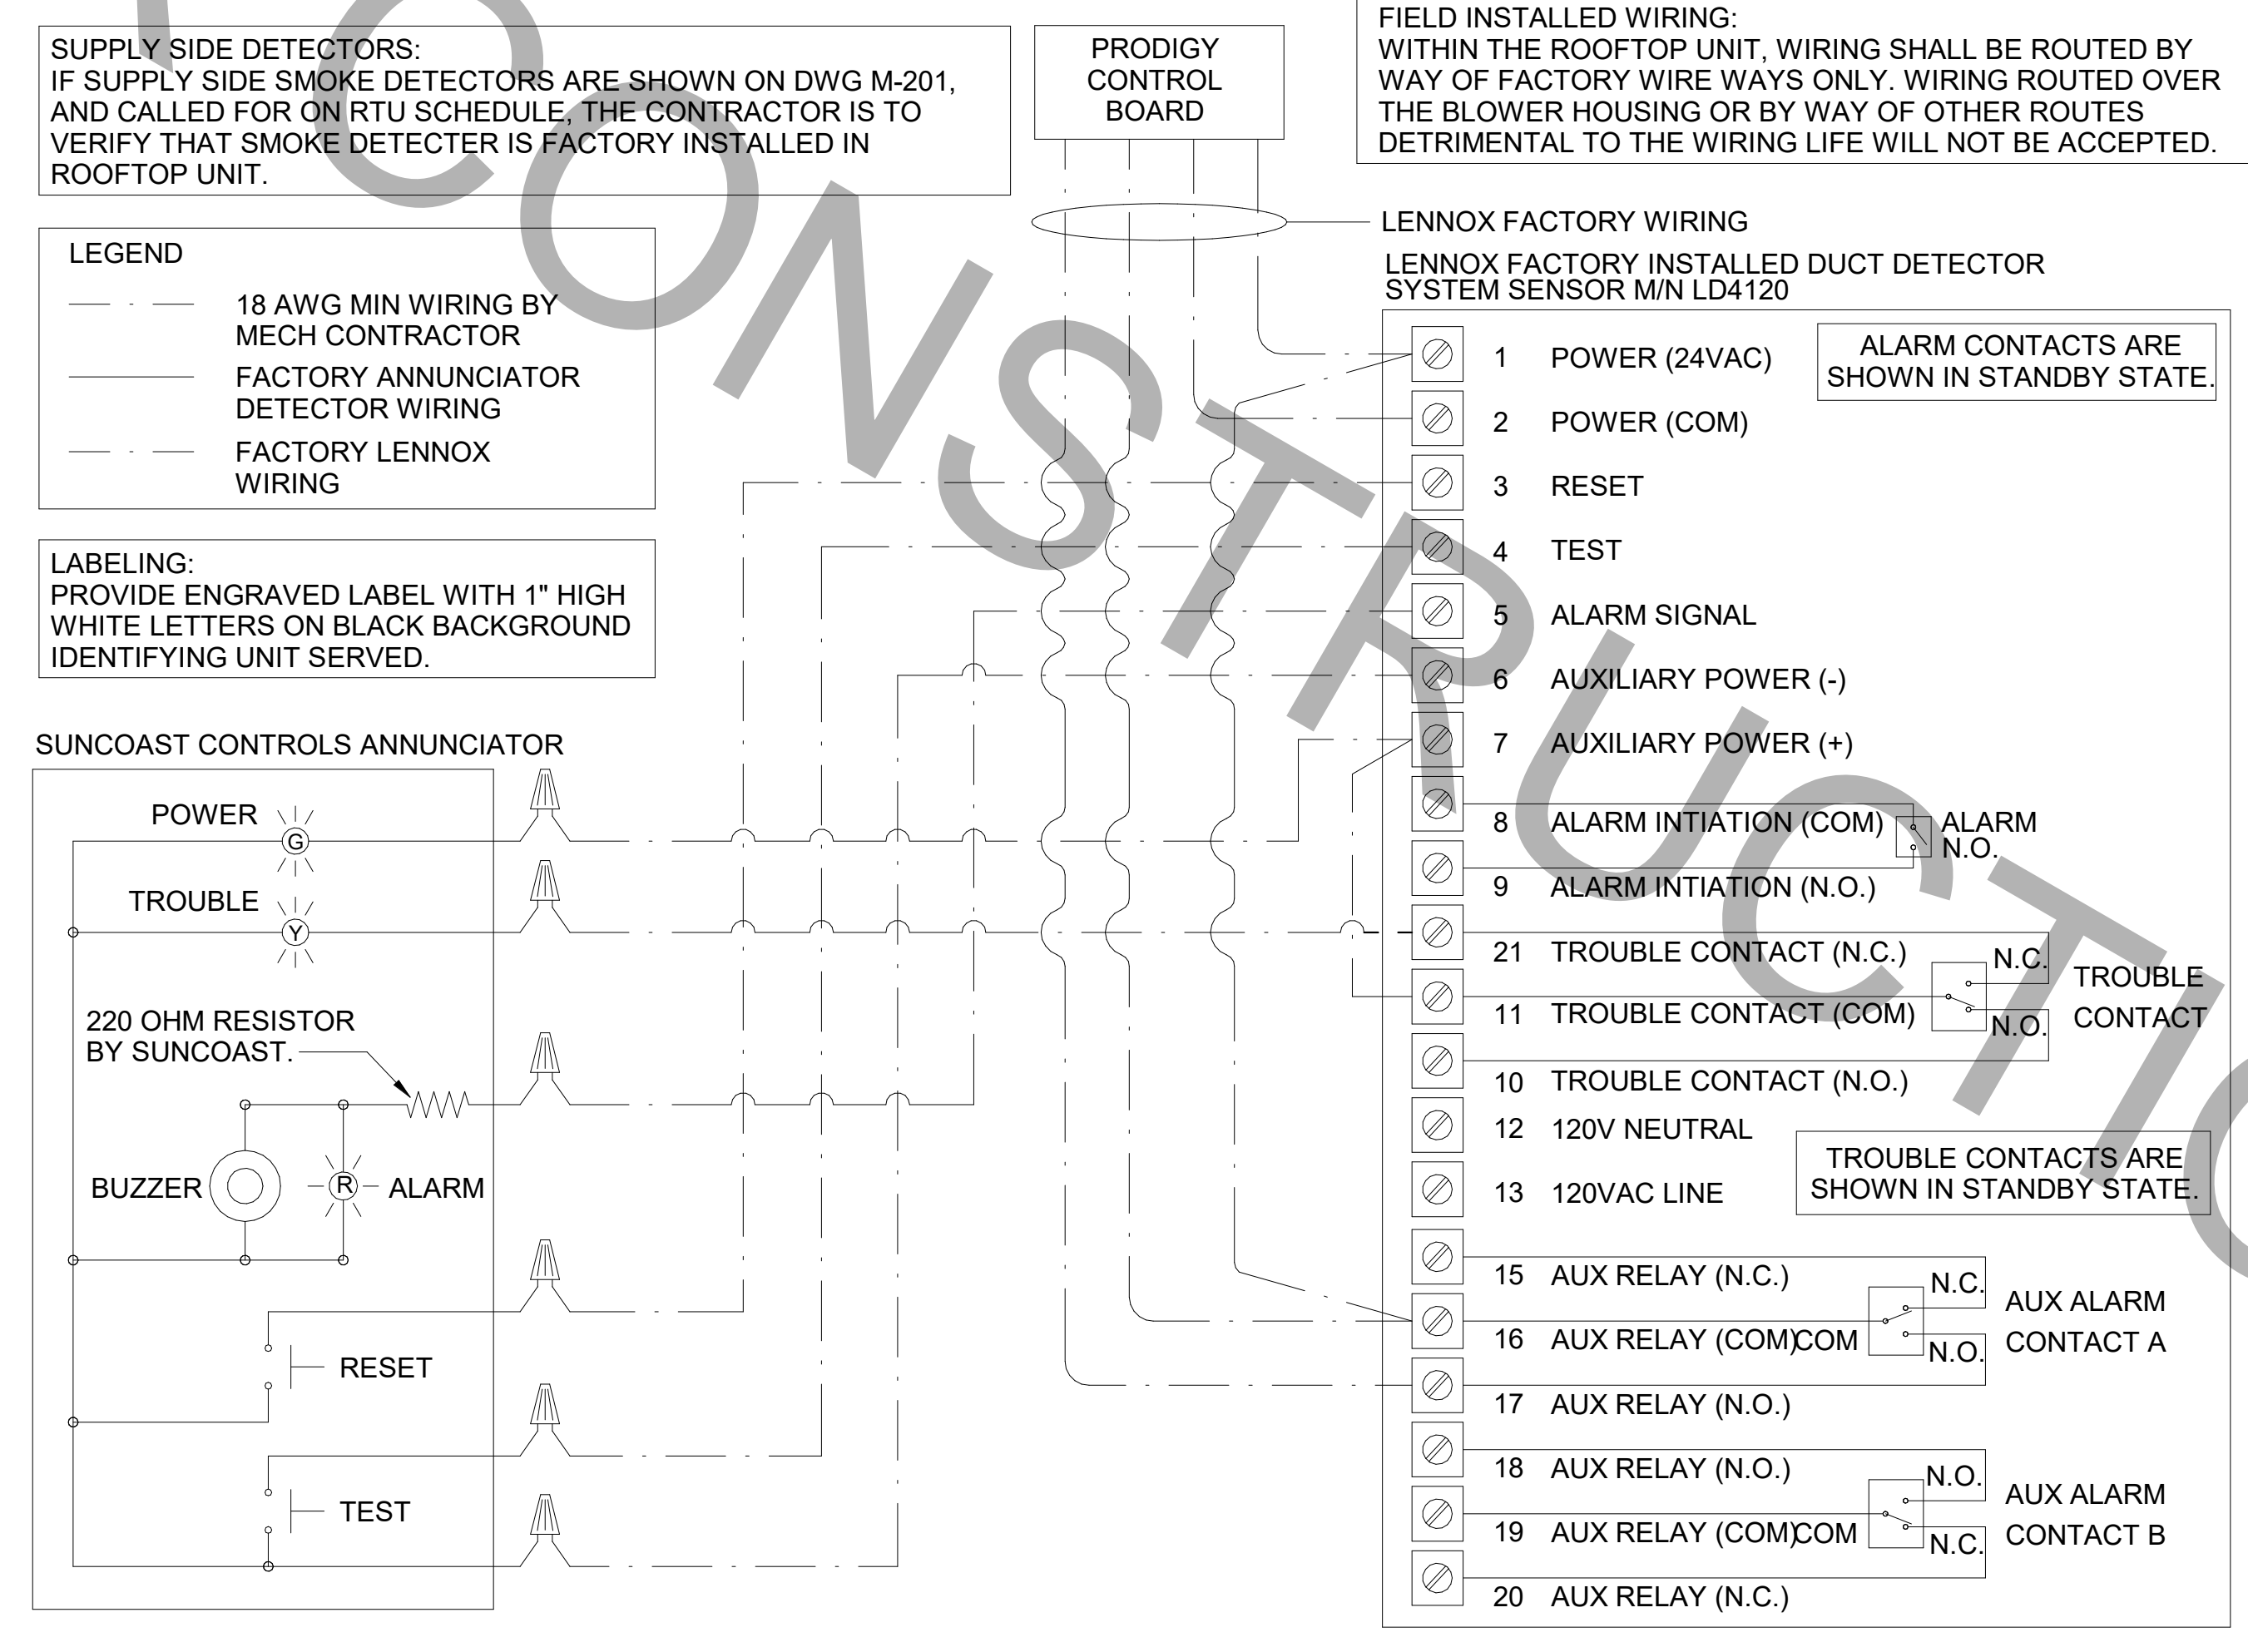 SUPPLY SIDE DETECTORS:
IF SUPPLY SIDE SMOKE DETECTORS ARE SHOWN ON DWG M-201,
AND CALLED FOR ON RTU SCHEDULE, THE CONTRACTOR IS TO
VERIFY THAT SMOKE DETECTER IS FACTORY INSTALLED IN
ROOFTOP UNIT.
PRODIGY
CONTROL
BOARD
FIELD INSTALLED WIRING:
WITHIN THE ROOFTOP UNIT, WIRING SHALL BE ROUTED BY
WAY OF FACTORY WIRE WAYS ONLY. WIRING ROUTED OVER
THE BLOWER HOUSING OR BY WAY OF OTHER ROUTES
DETRIMENTAL TO THE WIRING LIFE WILL NOT BE ACCEPTED.
LEGEND
18 AWG MIN WIRING BY
MECH CONTRACTOR
FACTORY ANNUNCIATOR
DETECTOR WIRING
FACTORY LENNOX
WIRING
LABELING:
PROVIDE ENGRAVED LABEL WITH 1" HIGH
WHITE LETTERS ON BLACK BACKGROUND
IDENTIFYING UNIT SERVED.
LENNOX FACTORY WIRING
LENNOX FACTORY INSTALLED DUCT DETECTOR
SYSTEM SENSOR M/N LD4120
ALARM CONTACTS ARE
SHOWN IN STANDBY STATE.
1 POWER (24VAC)
2 POWER (COM)
3 RESET
4 TEST
5 ALARM SIGNAL
6 AUXILIARY POWER (-)
7 AUXILIARY POWER (+)
8 ALARM INTIATION (COM)
ALARM
N.O.
9 ALARM INTIATION (N.O.)
21 TROUBLE CONTACT (N.C.)
N.C.
TROUBLE
CONTACT
11 TROUBLE CONTACT (COM)
N.O.
10 TROUBLE CONTACT (N.O.)
12 120V NEUTRAL
13 120VAC LINE
TROUBLE CONTACTS ARE
SHOWN IN STANDBY STATE.
15 AUX RELAY (N.C.)
N.C.
AUX ALARM
CONTACT A
16 AUX RELAY (COM)
COM
N.O.
17 AUX RELAY (N.O.)
18 AUX RELAY (N.O.)
N.O.
AUX ALARM
CONTACT B
19 AUX RELAY (COM)
COM
N.C.
20 AUX RELAY (N.C.)
SUNCOAST CONTROLS ANNUNCIATOR
POWER
G
TROUBLE
Y
220 OHM RESISTOR
BY SUNCOAST.
BUZZER
R
ALARM
RESET
TEST
CONSTRUCTIO